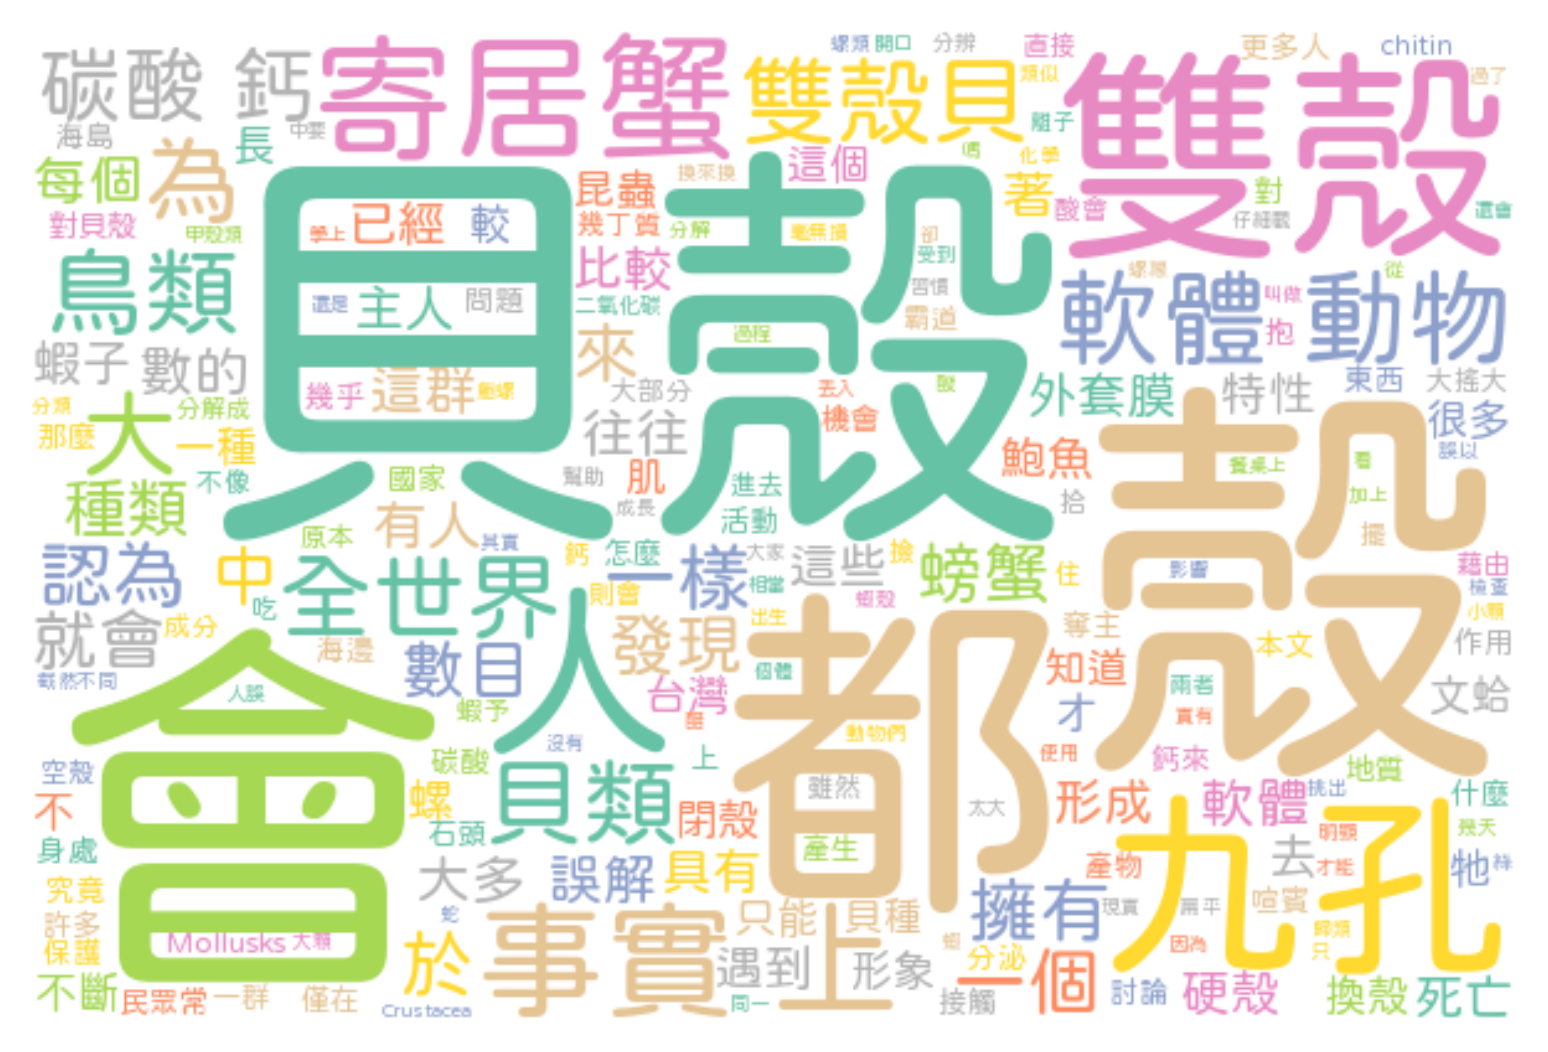 碳酸 鈣
寄居蟹
雙殼貝
螺類
開口
分辨
直接
類似
更多人
chitin
過了
雙殼
海島
中要
長
離子
每個
為
換來換
這個
嗎
化學
著
酸會
對
還會
仔細觀
對貝殼
甲殼類
貝殼
學上
已經
較
昆蟲
幾丁質
分解
毫無損
卻
受到
習慣
鳥類
比較
還是
主人
問題
二氧化碳
霸道
螺
從
叫做
抱
軟體
動物
蝦子
數的
來
過程
幾乎
這群
大部分
丟入
酸
機會
外套膜
特性
東西
大搖大
分類
那麼
大
分解成
一種
往往
很多
誤以
殼
種類
不像
國家
幫助
肌
進去
鮑魚
餐桌上
看
加上
成長
活動
拾
擺
有人
原本
其實
認為
中
全世界
鈣
怎麼
一樣
大家
這些
撿
螃蟹
住
影響
藉由
檢查
相當
吃
則會
蝦殼
小顆
就會
成分
海邊
數目
人
發現
出生
都
奪主
本文
作用
截然不同
人誤
台灣
個體
知道
兩者
文蛤
會
蝦予
才
實有
沒有
動物們
使用
空殼
碳酸
上
雖然
鈣來
地質
不
螺
貝類
閉殼
太大
形成
軟體
挑出
什麼
石頭
身處
產生
九孔
明顯
幾天
大多
誤解
具有
產物
去
才能
牠
究竟
蛇
擁有
現實
扁平
喧賓
許多
Mollusks
大顆
事實
只能
上
貝種
因為
歸類
只
保護
於
遇到
形象
分泌
不斷
民眾常
一群
僅在
Crustacea
同一
接觸
一個
討論
硬殼
換殼
死亡